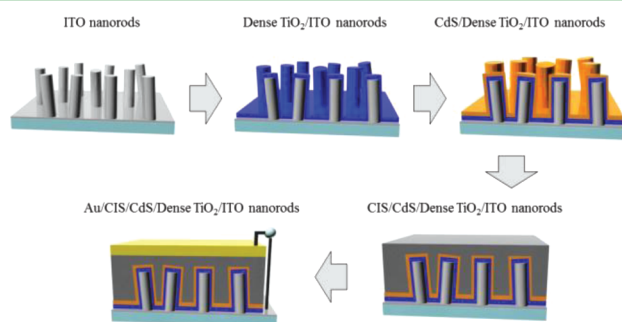 ITO nanorods
Dense TiO₂/ITO nanorods
CdS/Dense TiO₂/ITO nanorods
CIS/CdS/Dense TiO₂/ITO nanorods
Au/CIS/CdS/Dense TiO₂/ITO nanorods